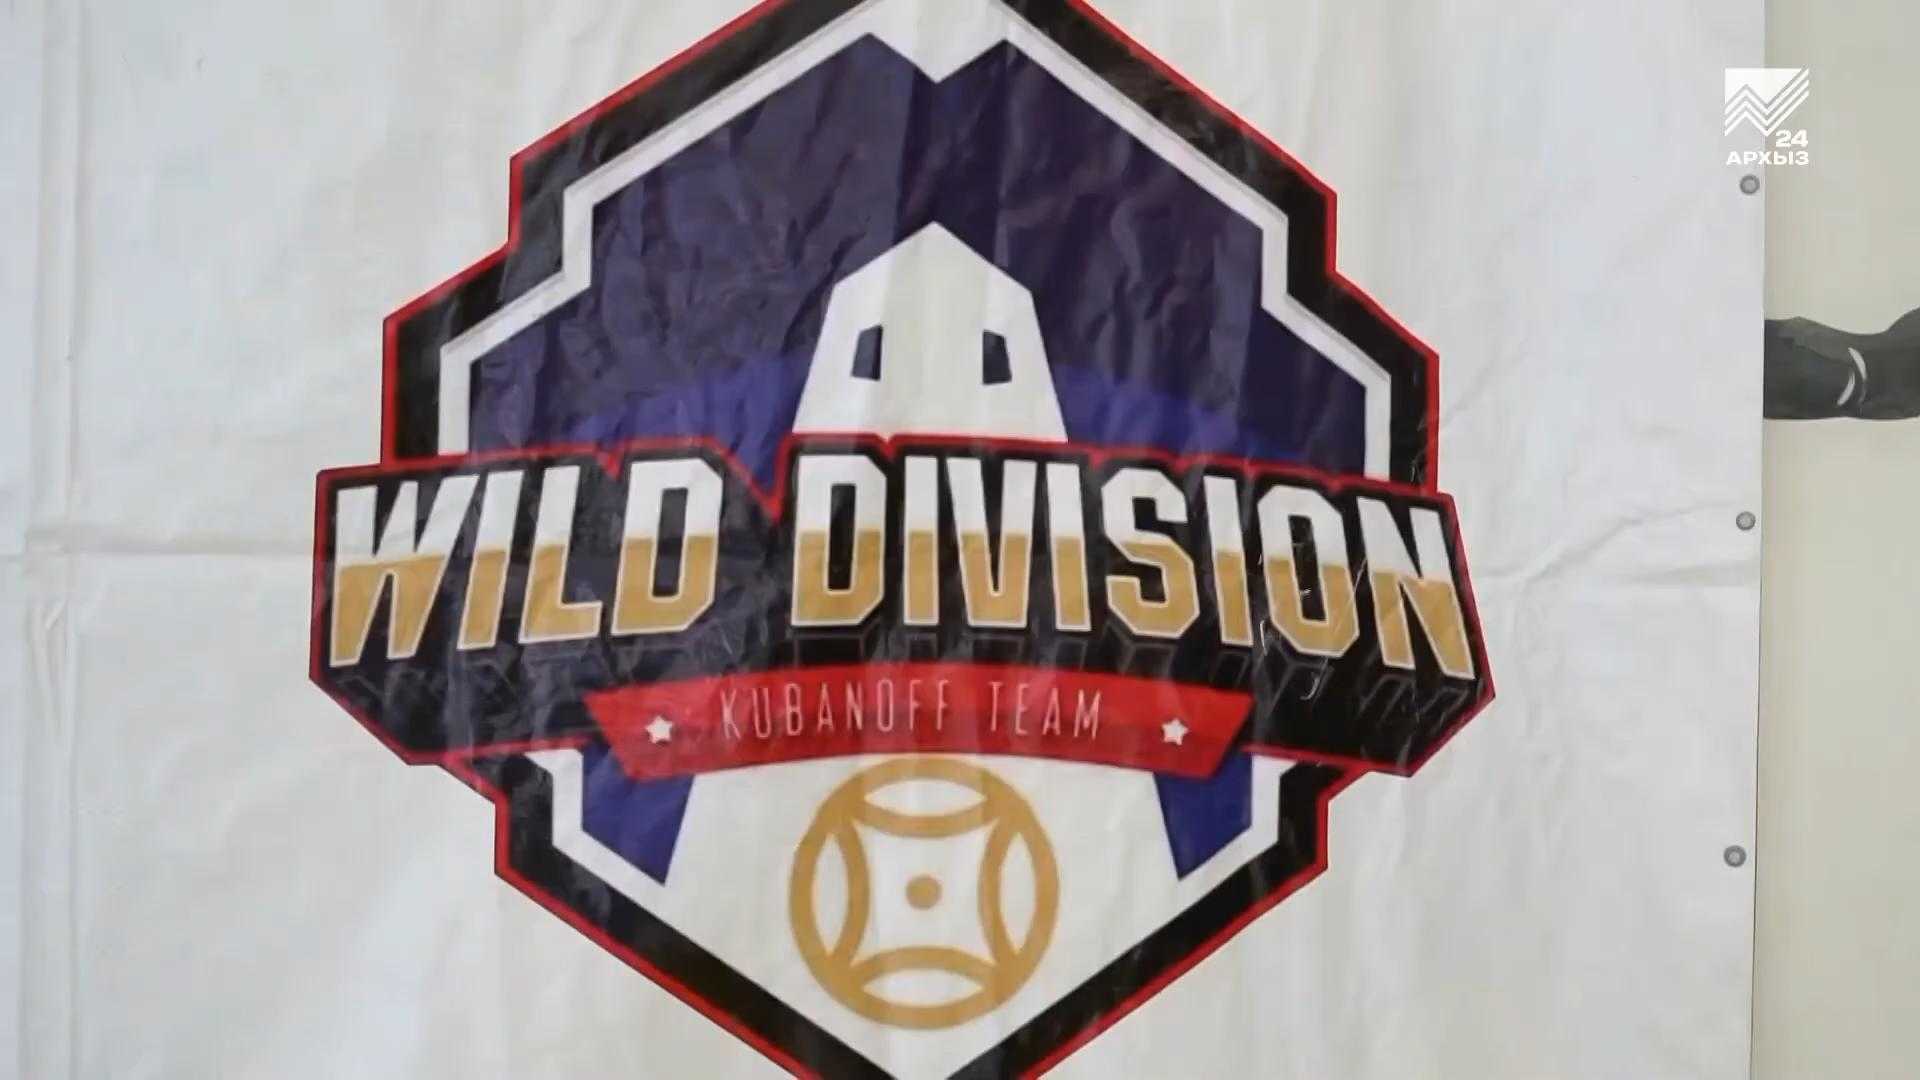 24
АРХЫЗ
WILD DIVISION
KUBANOFF TEAM